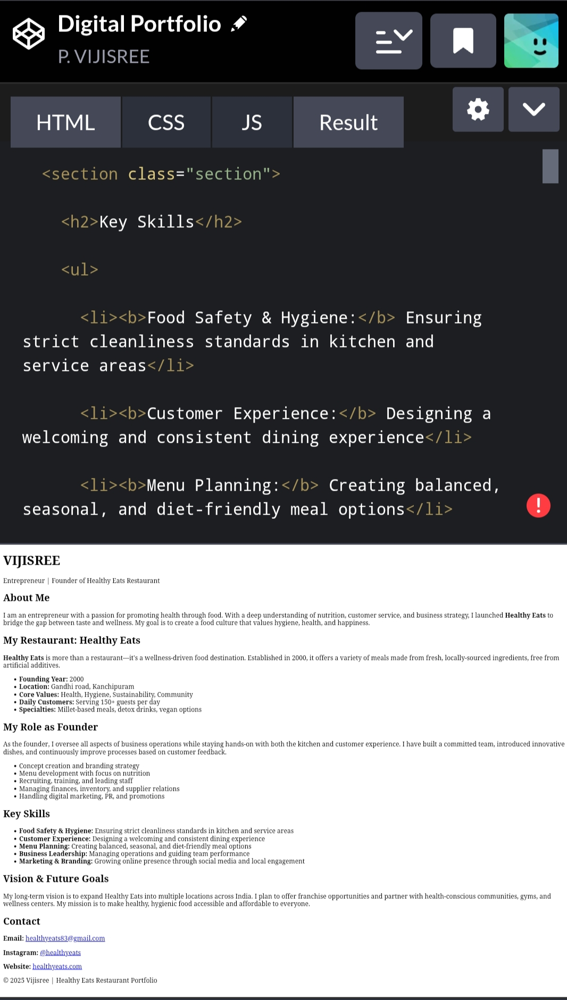 Digital Portfolio
P. VIJISREE
HTML CSS JS Result
<section class="section">
<h2>Key Skills</h2>
<ul>
<li><b>Food Safety & Hygiene:</b> Ensuring
strict cleanliness standards in kitchen and
service areas</li>
<li><b>Customer Experience:</b> Designing a
welcoming and consistent dining experience</li>
<li><b>Menu Planning:</b> Creating balanced,
seasonal, and diet-friendly meal options</li>
VIJISREE
Entrepreneur | Founder of Healthy Eats Restaurant
About Me
I am an entrepreneur with a passion for promoting health through food. With a deep understanding of nutrition, customer service, and business strategy, I launched Healthy Eats to
bridge the gap between taste and wellness. My goal is to create a food culture that values hygiene, health, and happiness.
My Restaurant: Healthy Eats
Healthy Eats is more than a restaurant—it's a wellness-driven food destination. Established in 2000, it offers a variety of meals made from fresh, locally-sourced ingredients, free from
artificial additives.
• Founding Year: 2000
• Location: Gandhi road, Kanchipuram
• Core Values: Health, Hygiene, Sustainability, Community
• Daily Customers: Serving 150+ guests per day
• Specialties: Millet-based meals, detox drinks, vegan options
My Role as Founder
As the founder, I oversee all aspects of business operations while staying hands-on with both the kitchen and customer experience. I have built a committed team, introduced innovative
dishes, and continuously improve processes based on customer feedback.
• Concept creation and branding strategy
• Menu development with focus on nutrition
• Recruiting, training, and leading staff
• Managing finances, inventory, and supplier relations
• Handling digital marketing, PR, and promotions
Key Skills
• Food Safety & Hygiene: Ensuring strict cleanliness standards in kitchen and service areas
• Customer Experience: Designing a welcoming and consistent dining experience
• Menu Planning: Creating balanced, seasonal, and diet-friendly meal options
• Business Leadership: Managing operations and guiding team performance
• Marketing & Branding: Growing online presence through social media and local engagement
Vision & Future Goals
My long-term vision is to expand Healthy Eats into multiple locations across India. I plan to offer franchise opportunities and partner with health-conscious communities, gyms, and
wellness centers. My mission is to make healthy, hygienic food accessible and affordable to everyone.
Contact
Email: healthyeats83@gmail.com
Instagram: @healthyeats
Website: healthyeats.com
© 2025 Vijisree | Healthy Eats Restaurant Portfolio